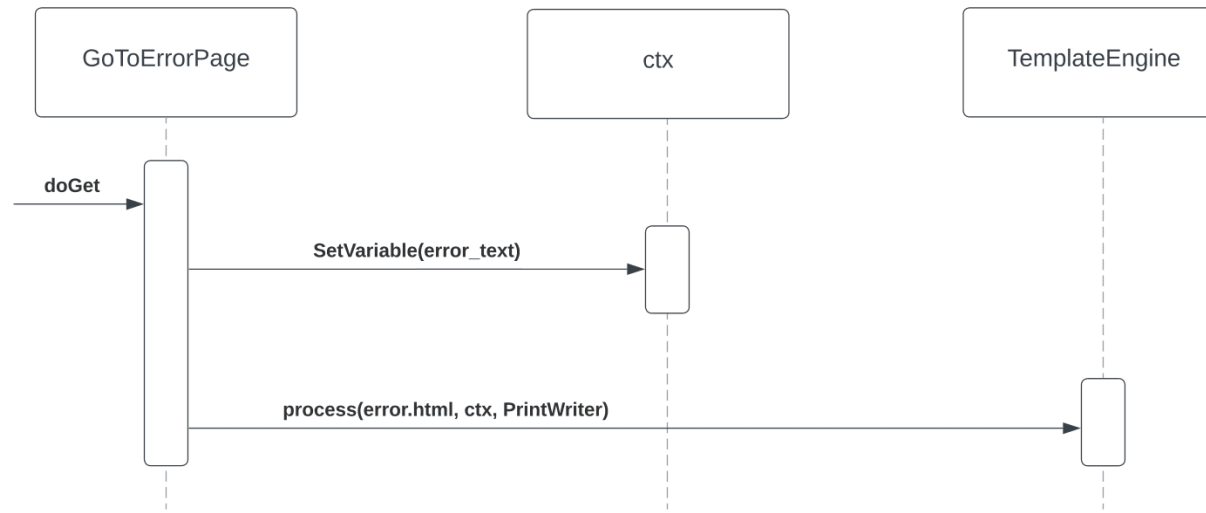 GoToErrorPage
ctx
TemplateEngine
doGet
SetVariable(error_text)
process(error.html, ctx, PrintWriter)